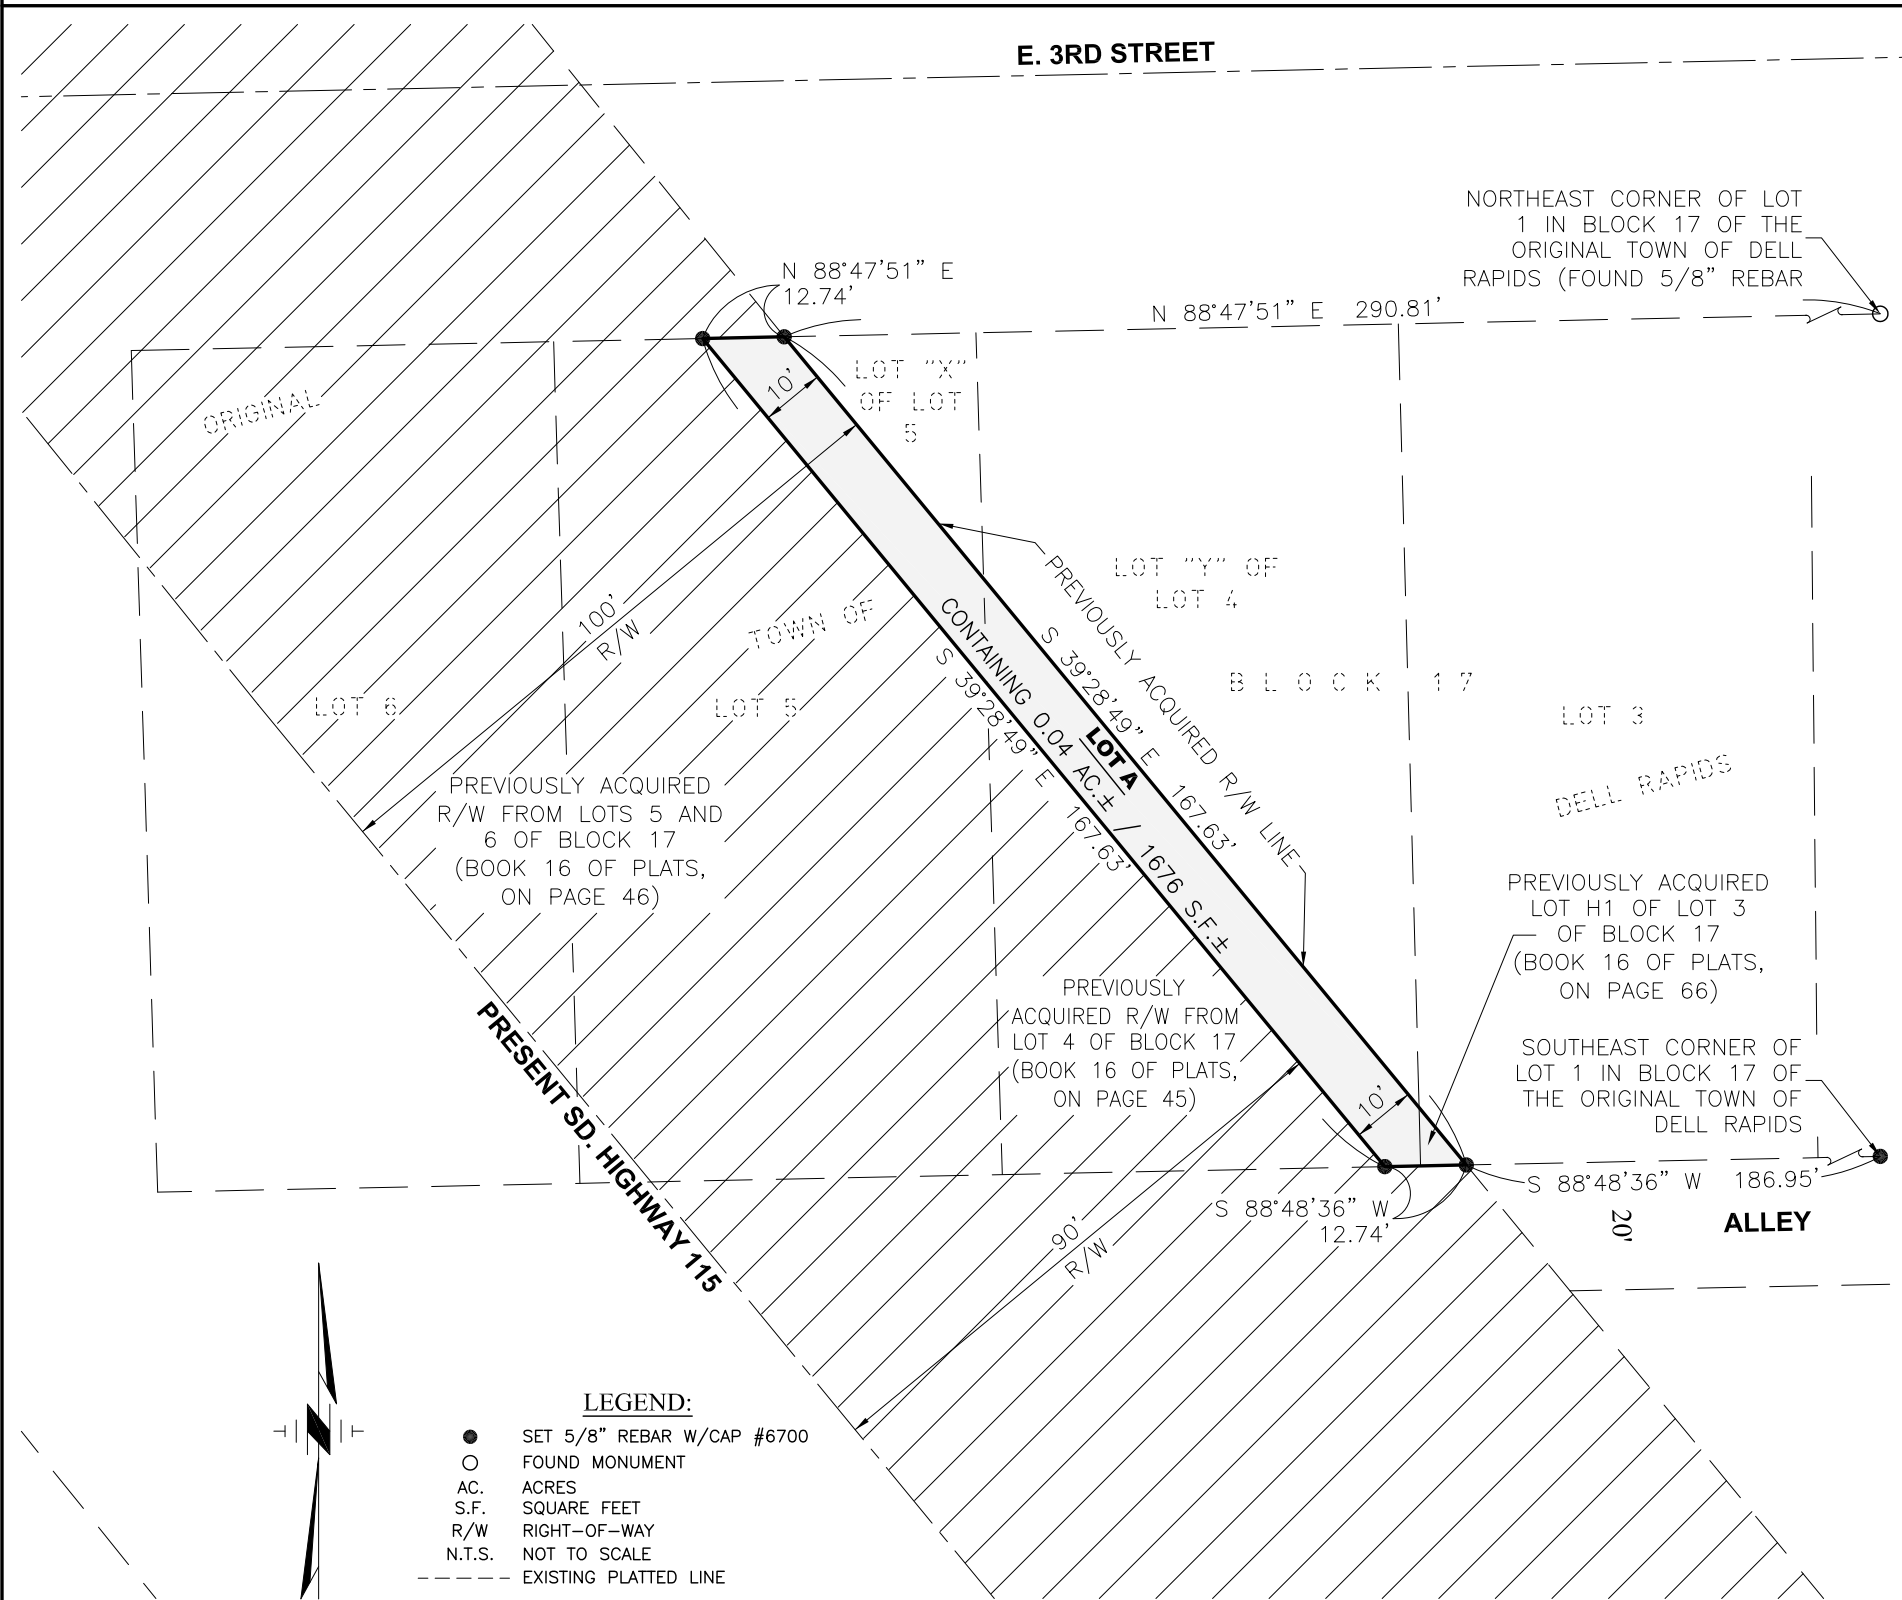 E. 3RD STREET
NORTHEAST CORNER OF LOT
1 IN BLOCK 17 OF THE
ORIGINAL TOWN OF DELL
RAPIDS (FOUND 5/8" REBAR
N 88°47'51" E
12.74'
N 88°47'51" E 290.81'
ORIGINAL
10'
LOT "X"
OF LOT
5
100'
R/W
TOWN OF
LOT "Y" OF
LOT 4
PREVIOUSLY ACQUIRED R/W LINE
S 39°28'49" E 167.63'
CONTAINING 0.04 AC.± / 1676 S.F.±
LOT A
S 39°28'49" E 167.63'
BLOCK 17
LOT 6
LOT 5
LOT 3
DELL RAPIDS
PREVIOUSLY ACQUIRED
R/W FROM LOTS 5 AND
6 OF BLOCK 17
(BOOK 16 OF PLATS,
ON PAGE 46)
PREVIOUSLY ACQUIRED
LOT H1 OF LOT 3
OF BLOCK 17
(BOOK 16 OF PLATS,
ON PAGE 66)
PREVIOUSLY
ACQUIRED R/W FROM
LOT 4 OF BLOCK 17
(BOOK 16 OF PLATS,
ON PAGE 45)
SOUTHEAST CORNER OF
LOT 1 IN BLOCK 17 OF
THE ORIGINAL TOWN OF
DELL RAPIDS
PRESENT SD. HIGHWAY 115
10'
S 88°48'36" W 186.95'
S 88°48'36" W
12.74'
20'
ALLEY
90'
R/W
N
LEGEND:
SET 5/8" REBAR W/CAP #6700
FOUND MONUMENT
AC. ACRES
S.F. SQUARE FEET
R/W RIGHT-OF-WAY
N.T.S. NOT TO SCALE
EXISTING PLATTED LINE